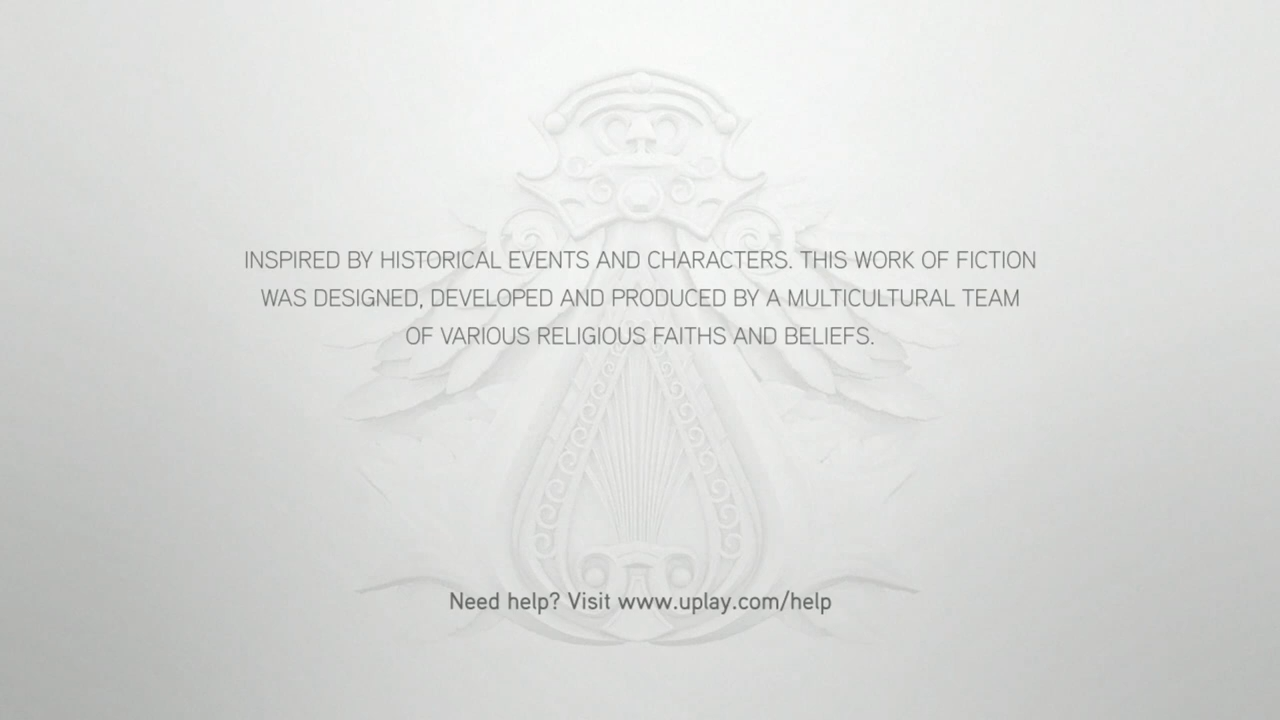 INSPIRED BY HISTORICAL EVENTS AND CHARACTERS. THIS WORK OF FICTION
WAS DESIGNED, DEVELOPED AND PRODUCED BY A MULTICULTURAL TEAM
OF VARIOUS RELIGIOUS FAITHS AND BELIEFS.
Need help? Visit www.uplay.com/help